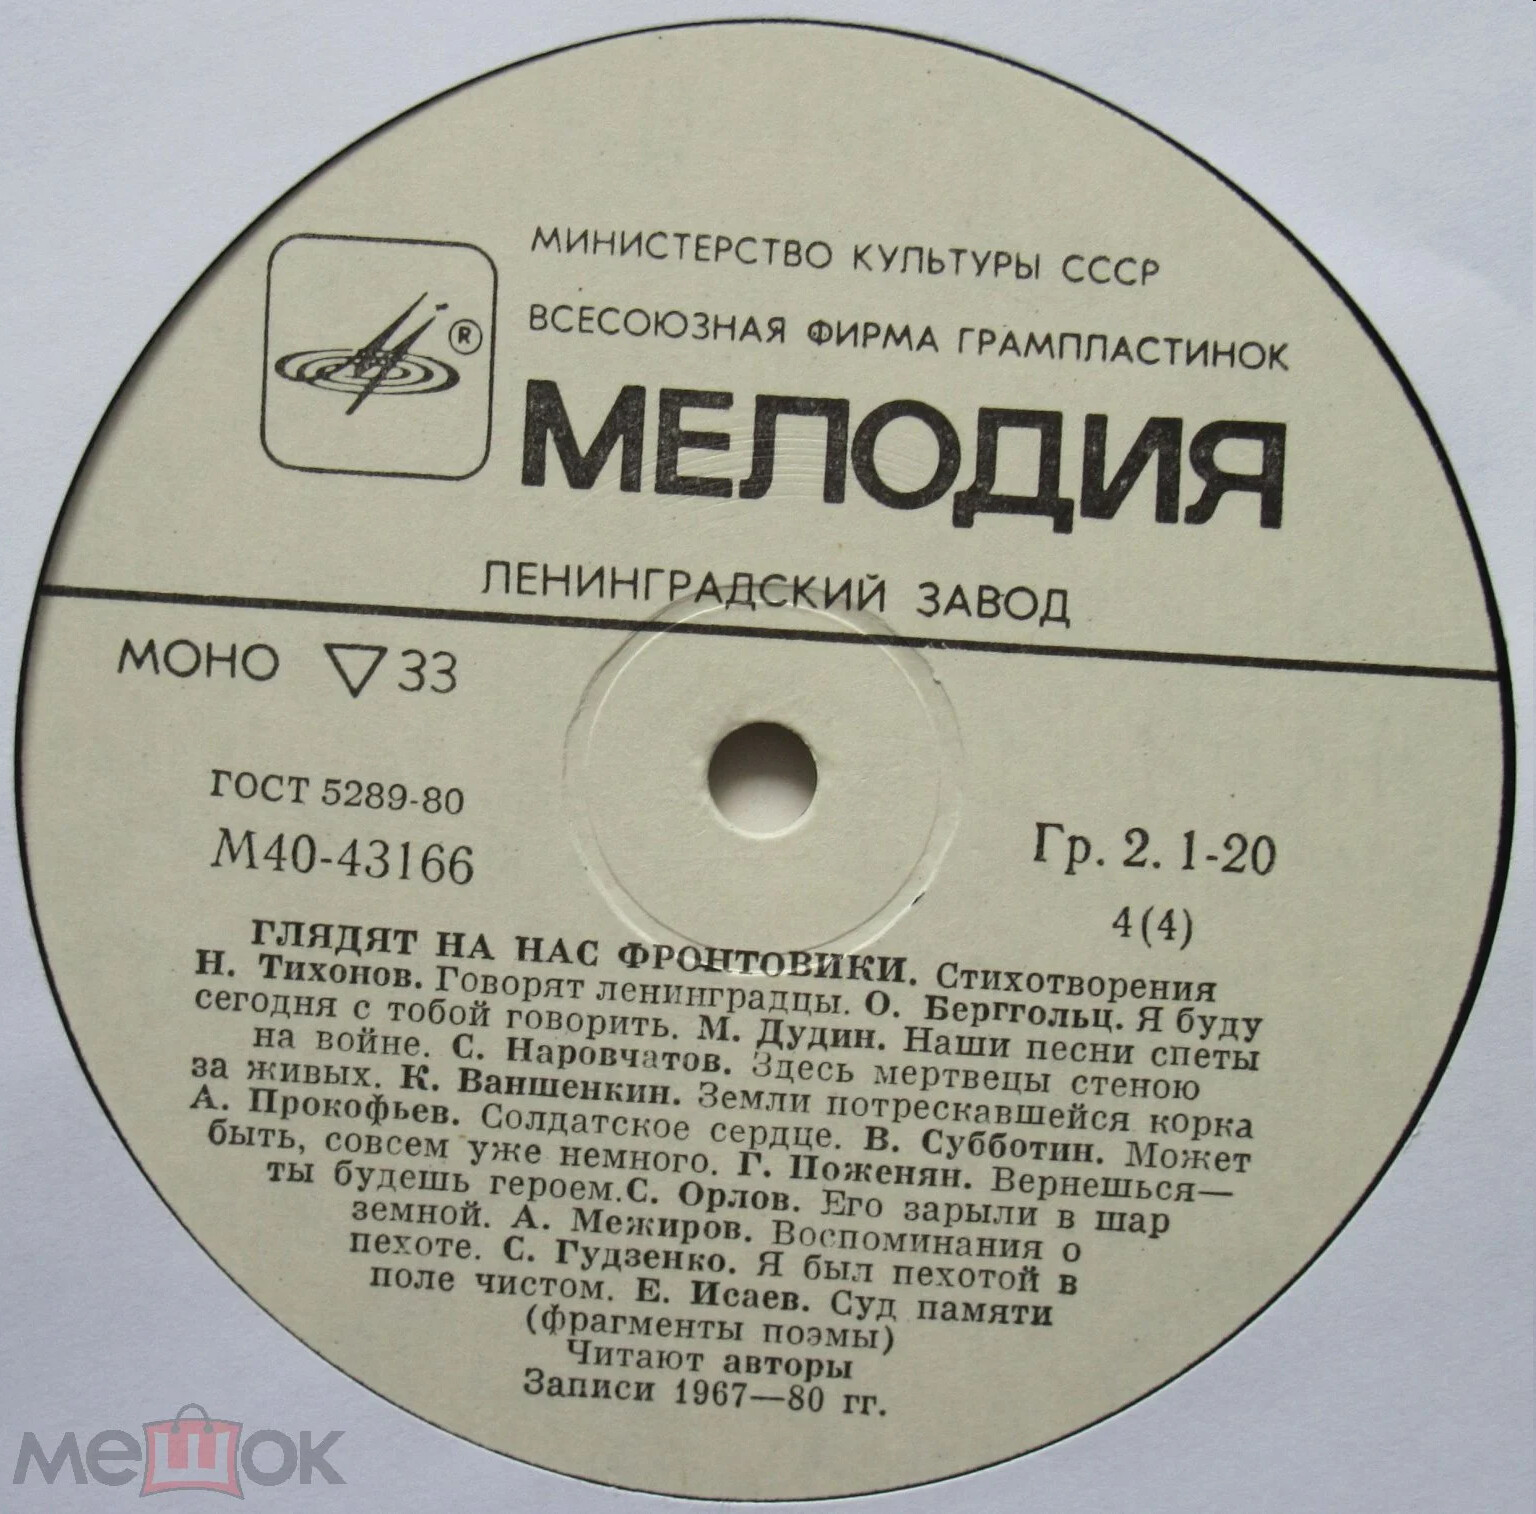 МИНИСТЕРСТВО КУЛЬТУРЫ СССР
ВСЕСОЮЗНАЯ ФИРМА ГРАМПЛАСТИНОК
®
МЕЛОДИЯ
ЛЕНИНГРАДСКИЙ ЗАВОД
МОНО ▽ 33
ГОСТ 5289-80
М40-43166
Гр. 2. 1-20
4(4)
ГЛЯДЯТ НА НАС ФРОНТОВИКИ. Стихотворения
Н. Тихонов. Говорят ленинградцы. О. Берггольц. Я буду
сегодня с тобой говорить. М. Дудин. Наши песни спеты
на войне. С. Наровчатов. Здесь мертвецы стеною
за живых. К. Ваншенкин. Земли потрескавшейся корка
А. Прокофьев. Солдатское сердце. В. Субботин. Может
быть, совсем уже немного. Г. Поженян. Вернешься—
ты будешь героем.С. Орлов. Его зарыли в шар
земной. А. Межиров. Воспоминания о
пехоте. С. Гудзенко. Я был пехотой в
поле чистом. Е. Исаев. Суд памяти
(фрагменты поэмы)
Читают авторы
Записи 1967—80 гг.
мешок